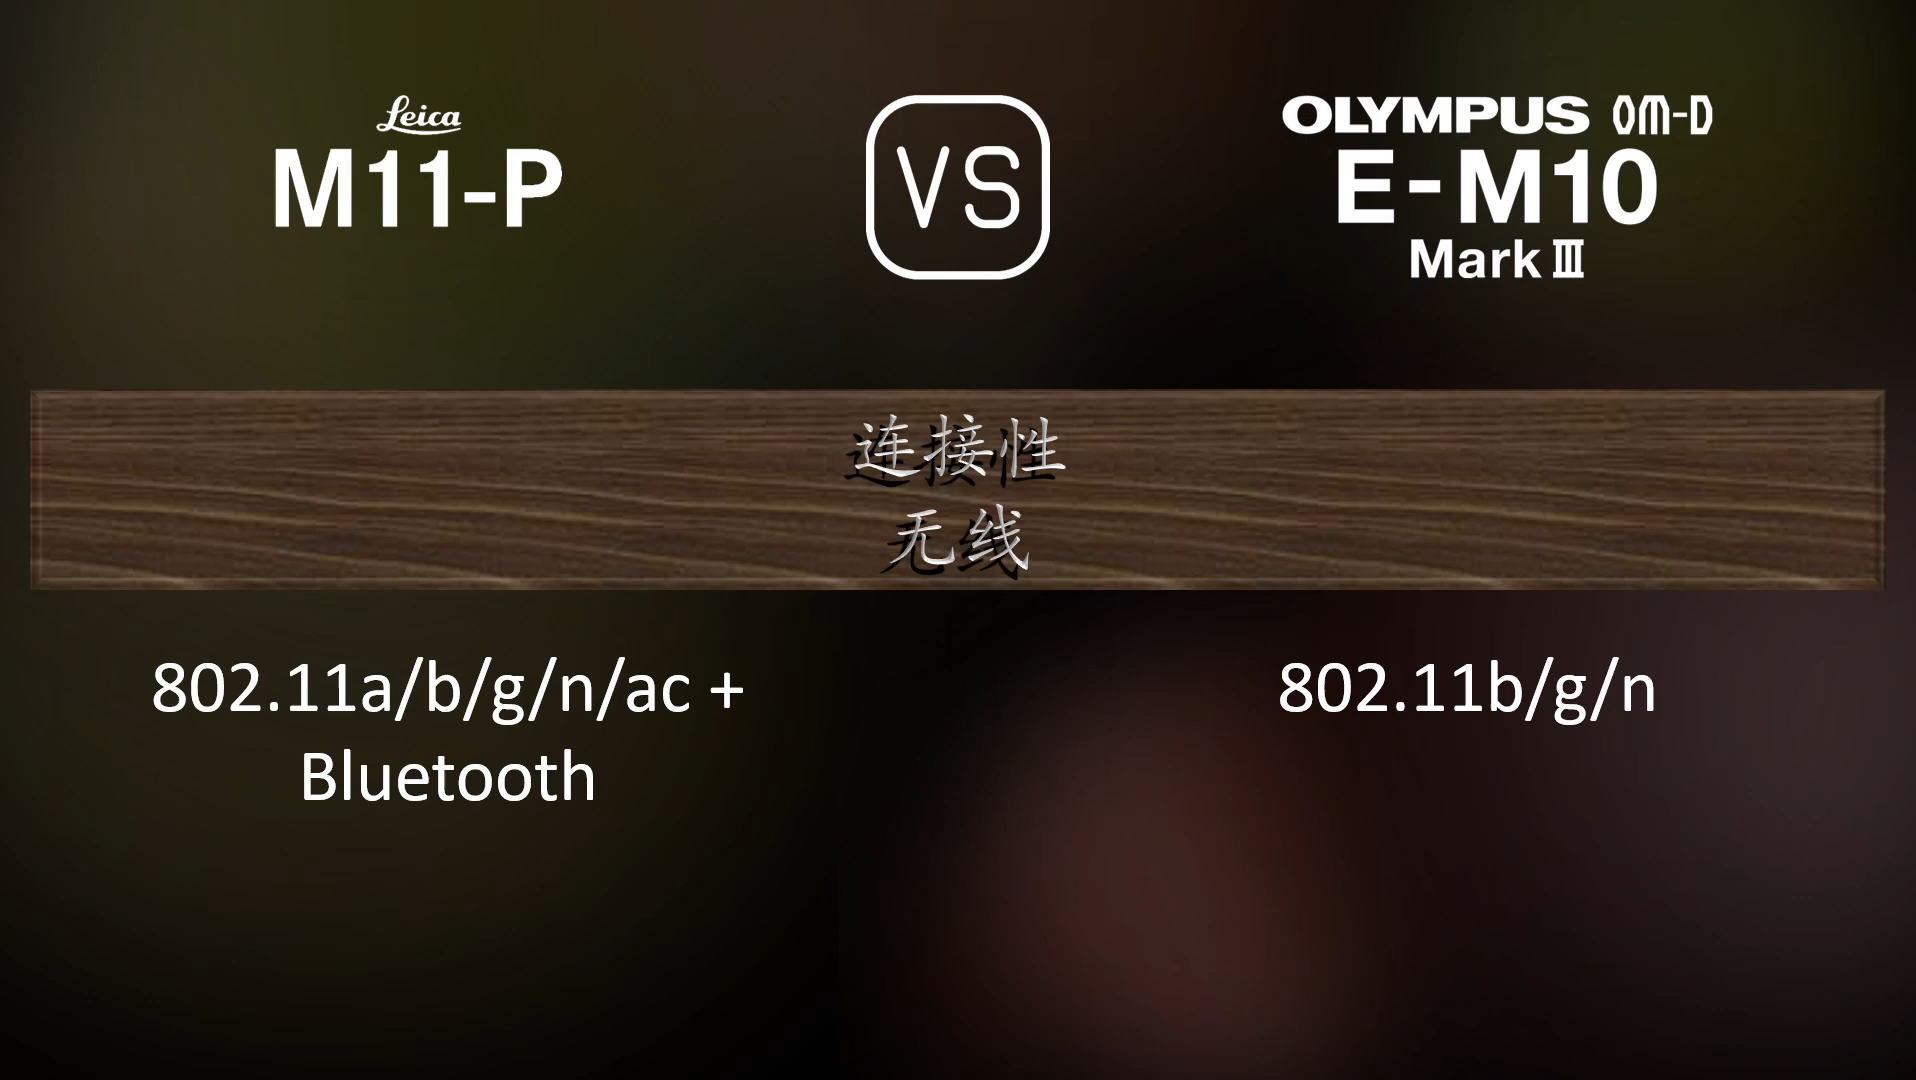 Leica
M11-P
VS
OLYMPUS OM-D
E-M10
Mark III
连接性
无线
802.11a/b/g/n/ac +
Bluetooth
802.11b/g/n